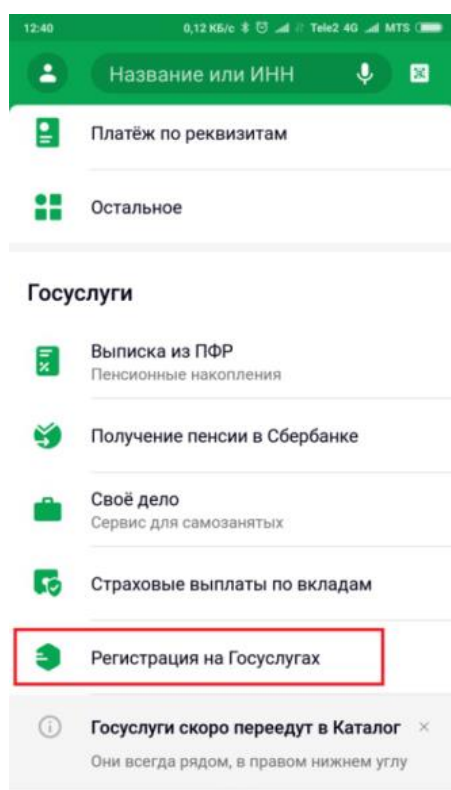 12:40 0,12 КБ/с Tele2 4G MTS
Название или ИНН
Платёж по реквизитам
Остальное
Госуслуги
Выписка из ПФР
Пенсионные накопления
Получение пенсии в Сбербанке
Своё дело
Сервис для самозанятых
Страховые выплаты по вкладам
Регистрация на Госуслугах
Госуслуги скоро переедут в Каталог
Они всегда рядом, в правом нижнем углу